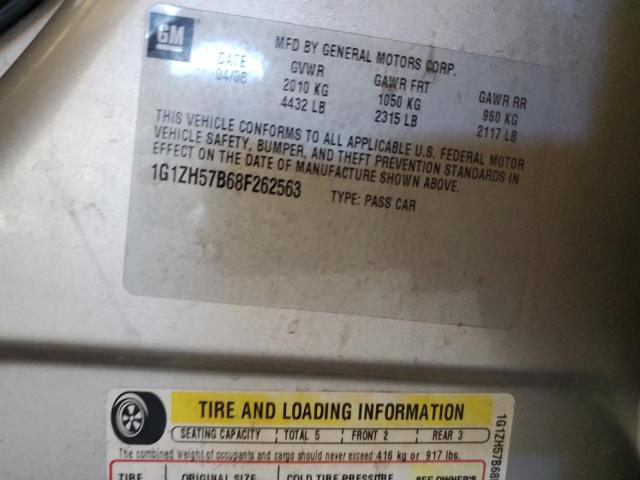 GM
MFD BY GENERAL MOTORS CORP.
DATE GVWR GAWR FRT GAWR RR
04/08 2010 KG 1050 KG 960 KG
4432 LB 2315 LB 2117 LB
THIS VEHICLE CONFORMS TO ALL APPLICABLE U.S. FEDERAL MOTOR
VEHICLE SAFETY, BUMPER, AND THEFT PREVENTION STANDARDS IN
EFFECT ON THE DATE OF MANUFACTURE SHOWN ABOVE.
1G1ZH57B68F262563 TYPE: PASS CAR
TIRE AND LOADING INFORMATION
SEATING CAPACITY TOTAL 5 FRONT 2 REAR 3
The combined weight of occupants and cargo should never exceed 416 kg or 917 lbs.
TIRE ORIGINAL SIZE COLD TIRE PRESSURE SEE OWNER'S
1G1ZH57B68